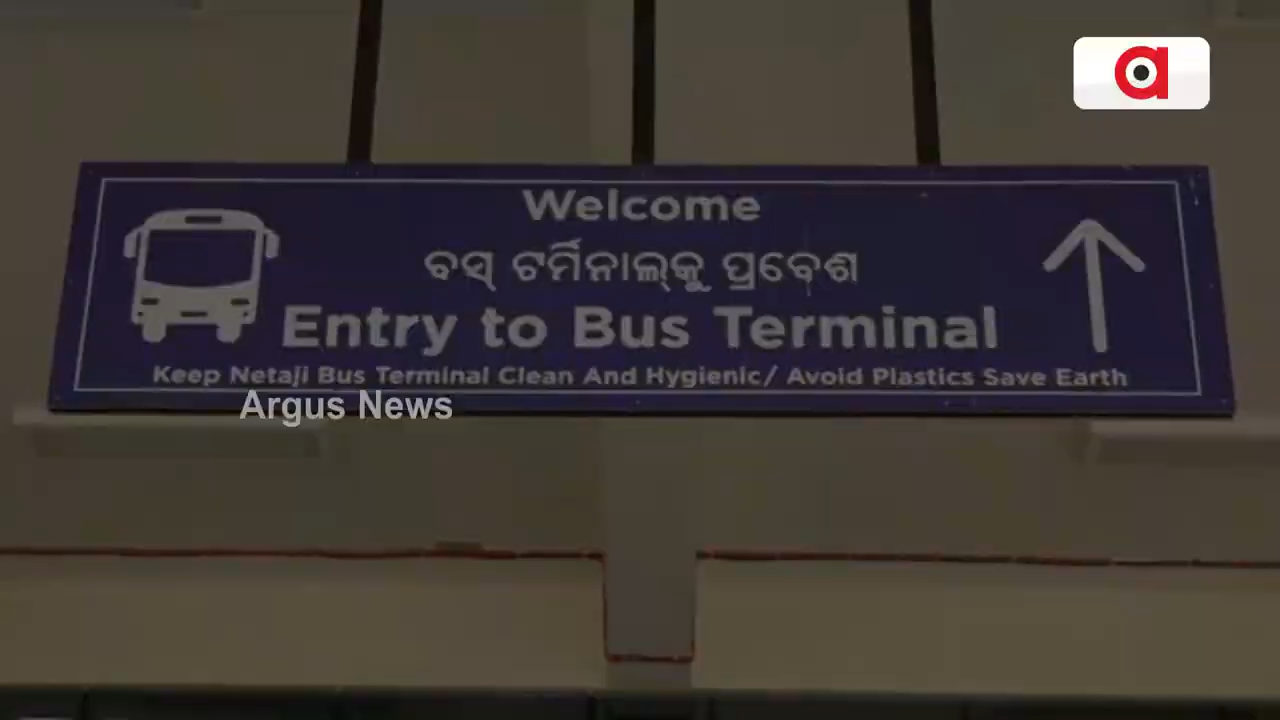 Welcome
ବସ୍ ଟର୍ମିନାଲ୍‌କୁ ପ୍ରବେଶ
Entry to Bus Terminal
Keep Netaji Bus Terminal Clean And Hygienic/ Avoid Plastics Save Earth
Argus News